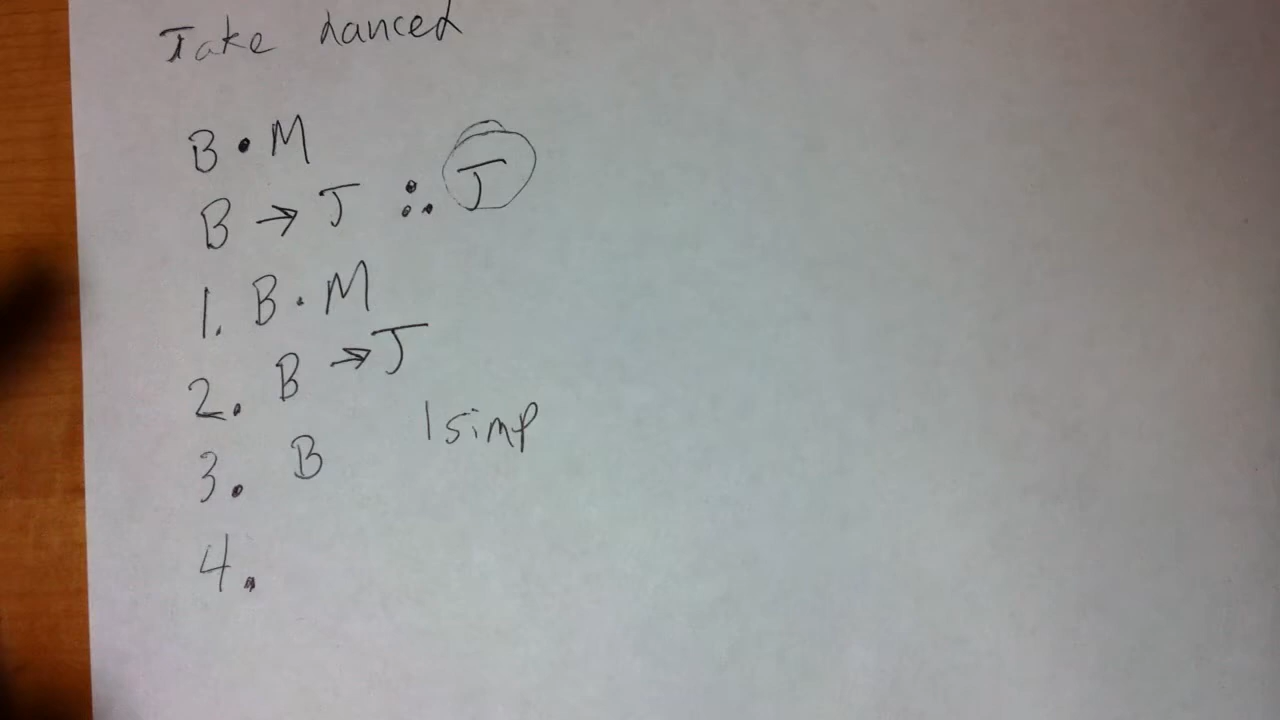 Jake danced
B • M
B → J ∴ J
1. B • M
2. B → J
3. B 1 simp
4.